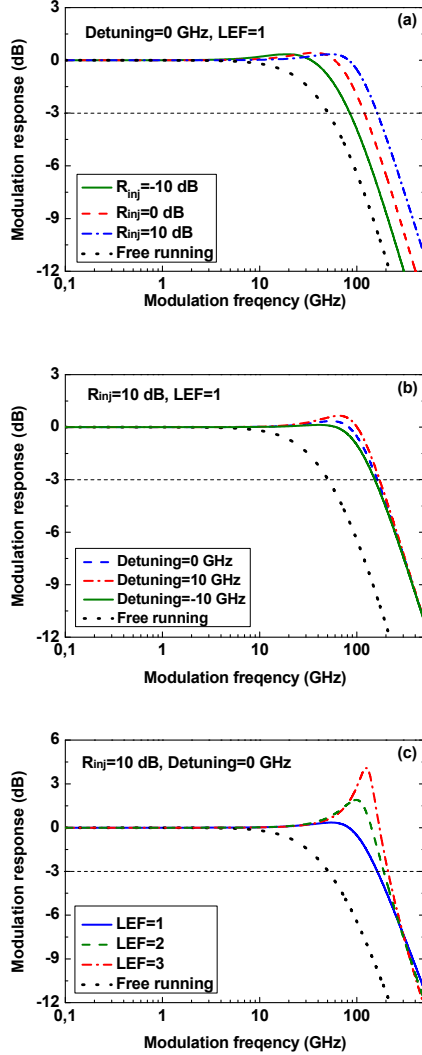 (a)
Detuning=0 GHz, LEF=1
Modulation response (dB)
3
0
-3
-6
-9
-12
Rinj=-10 dB
Rinj=0 dB
Rinj=10 dB
Free running
0,1
1
10
100
Modulation freqency (GHz)
(b)
Rinj=10 dB, LEF=1
Modulation response (dB)
3
0
-3
-6
-9
-12
Detuning=0 GHz
Detuning=10 GHz
Detuning=-10 GHz
Free running
0,1
1
10
100
Modulation freqency (GHz)
(c)
Rinj=10 dB, Detuning=0 GHz
Modulation response (dB)
6
3
0
-3
-6
-9
-12
LEF=1
LEF=2
LEF=3
Free running
0,1
1
10
100
Modulation freqency (GHz)